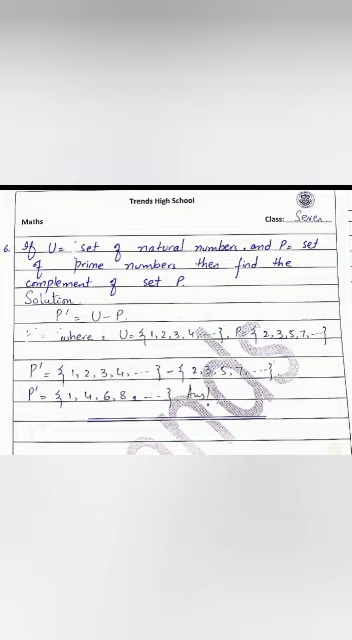 Trends High School
Maths
Class: Seven
6. If U = set of natural numbers. and P = set
of prime numbers then find the
complement of set P.
Solution
P' = U - P.
∵ where, U = {1,2,3,4,...}, P = {2,3,5,7,...}
P' = {1,2,3,4,...} - {2,3,5,7,...}
P' = {1,4,6,8,...} Ans!